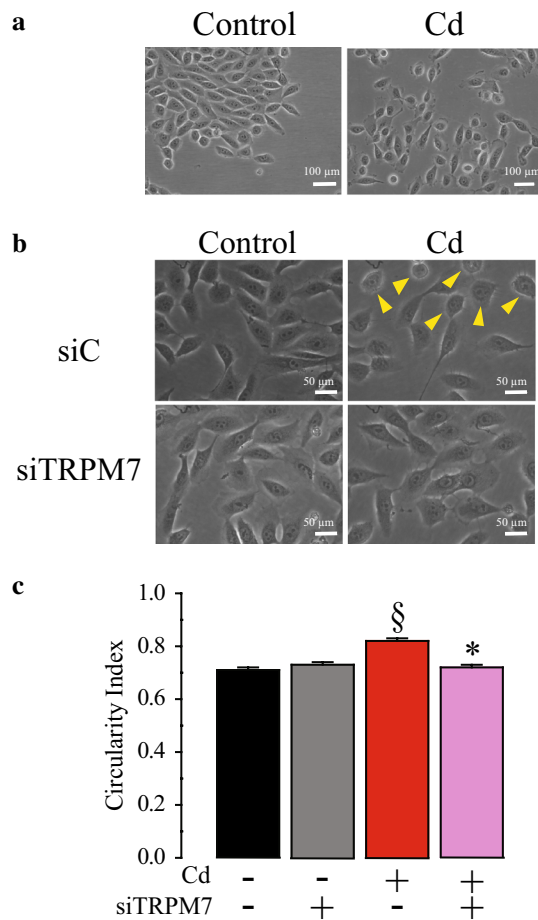 a
Control Cd
100 µm 100 µm
b
Control Cd
siC
50 µm 50 µm
siTRPM7
50 µm 50 µm
c
Circularity Index
1.0
0.8
0.6
0.4
0.2
0.0
§
*
Cd - - + +
siTRPM7 - + - +